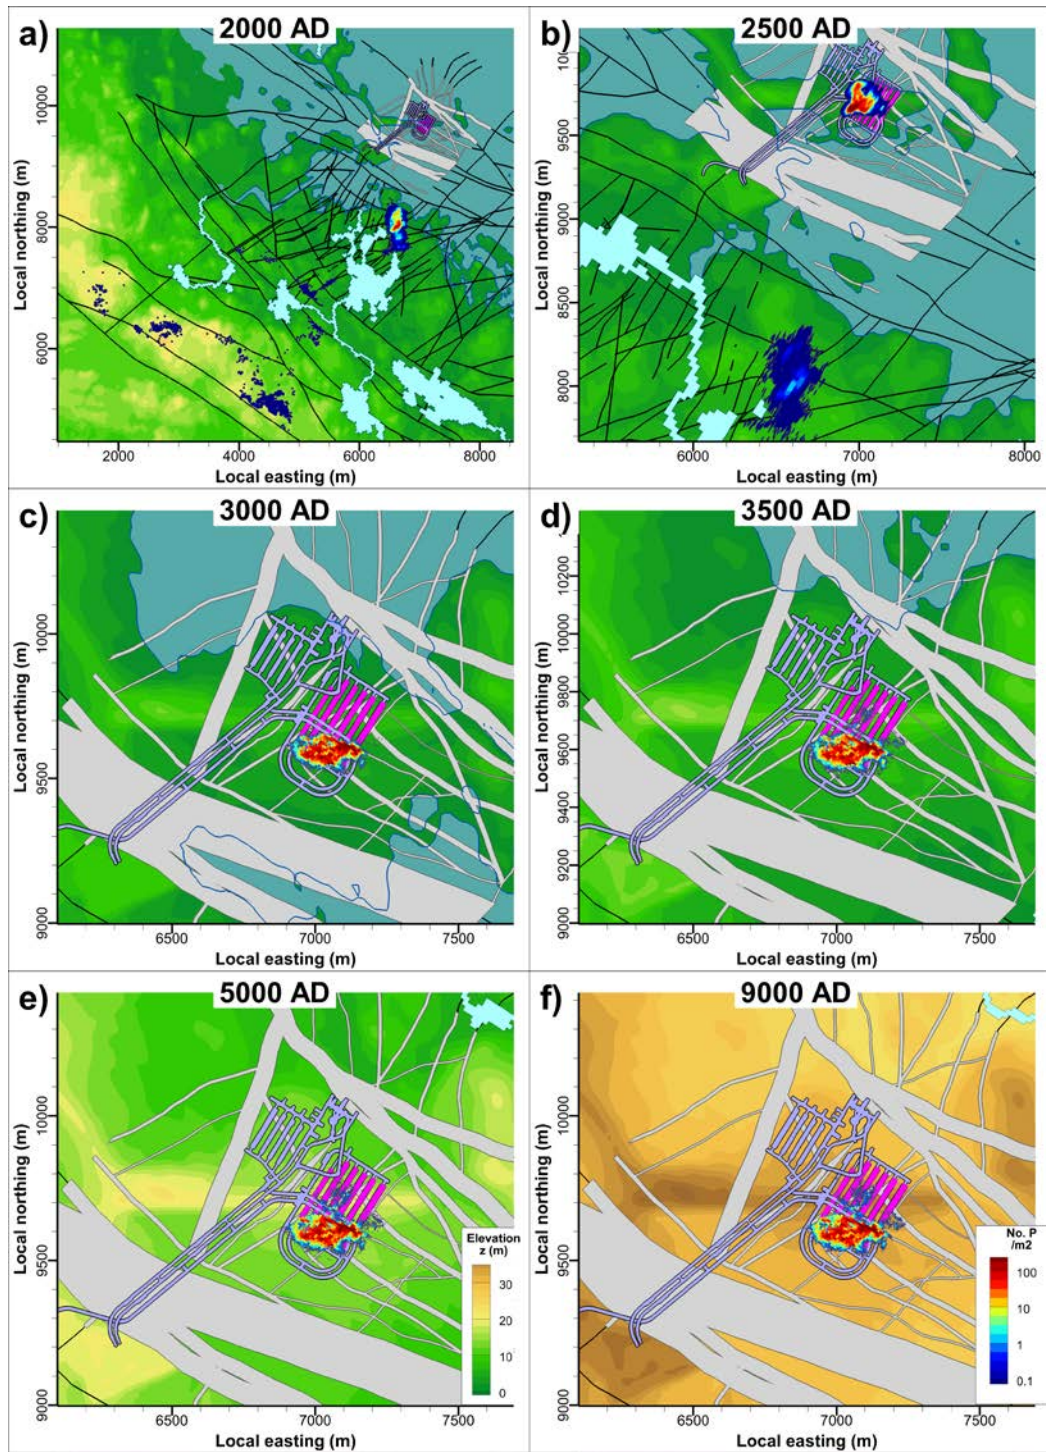 a) 2000 AD
Local northing (m)
10000
8000
6000
2000 4000 6000 8000
Local easting (m)
b) 2500 AD
Local northing (m)
9500
9000
8500
8000
6000 7000 8000
Local easting (m)
c) 3000 AD
Local northing (m)
10000
9500
9000
6500 7000 7500
Local easting (m)
d) 3500 AD
Local northing (m)
10200
10000
9800
9600
9400
9200
9000
6500 7000 7500
Local easting (m)
e) 5000 AD
Local northing (m)
10000
9500
9000
6500 7000 7500
Local easting (m)
Elevation
z (m)
30
20
10
0
f) 9000 AD
Local northing (m)
10000
9500
9000
6500 7000 7500
Local easting (m)
No. P
/m2
100
10
1
0.1